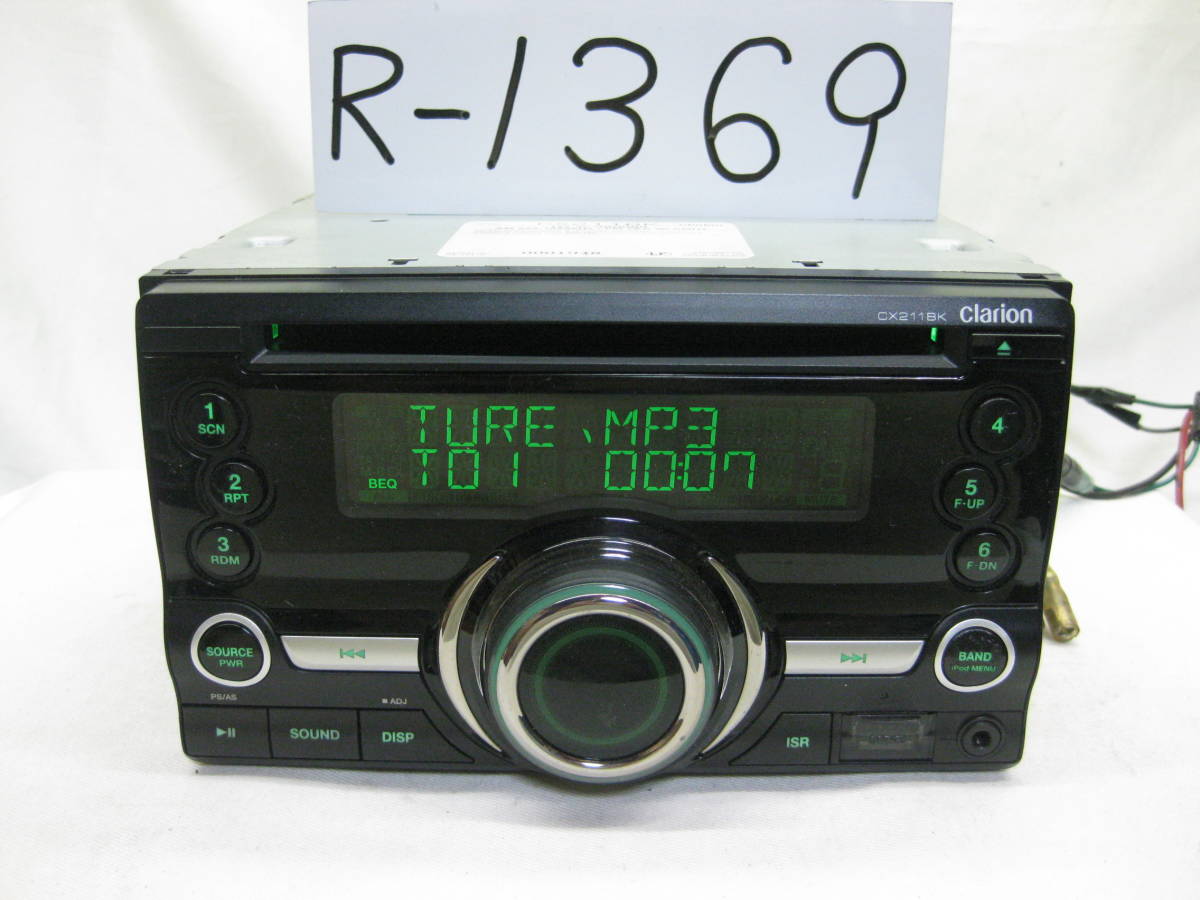 R-1369
CX211BK Clarion
1
SCN
4
TURE、MP3
2
RPT
BEQ
T01 00:07
5
F-UP
3
RDM
6
F-DN
SOURCE
PWR
BAND
iPod MENU
PS/AS
ADJ
SOUND
DISP
ISR